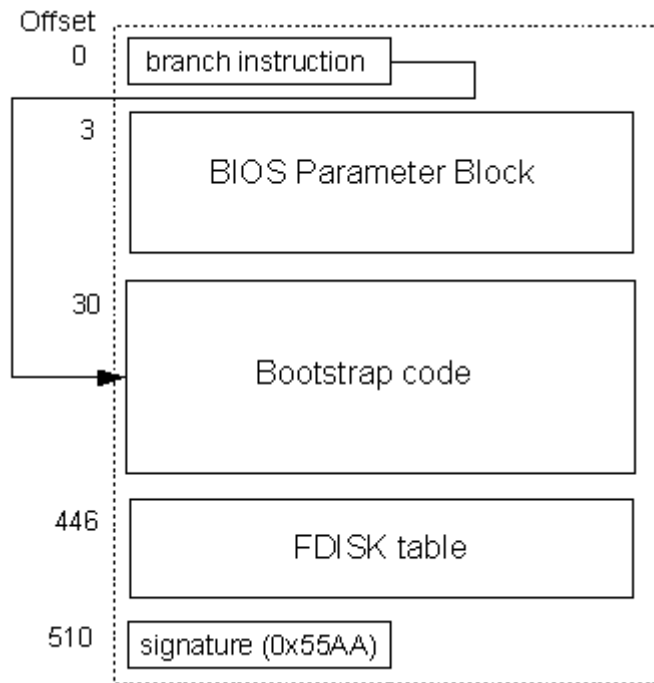 Offset
0
branch instruction
3
BIOS Parameter Block
30
Bootstrap code
446
FDISK table
510
signature (0x55AA)